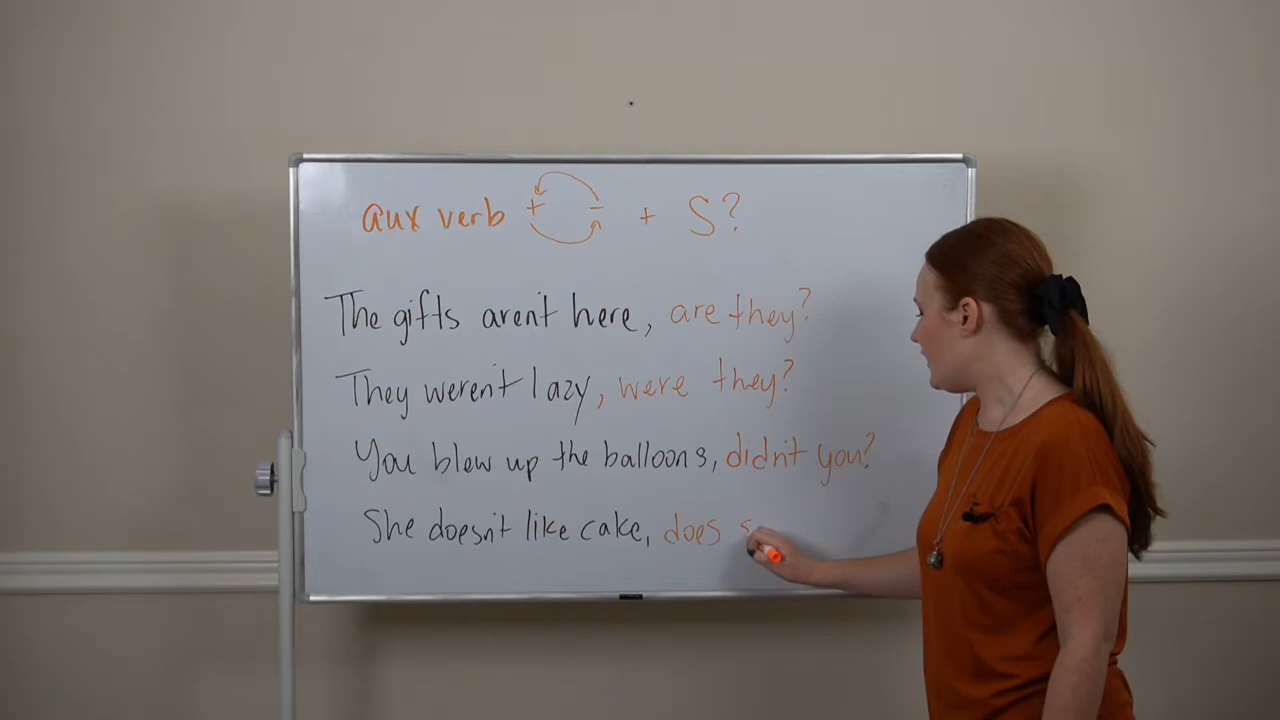 aux verb + - + S?
The gifts aren't here, are they?
They weren't lazy, were they?
You blew up the balloons, didn't you?
She doesn't like cake, does s